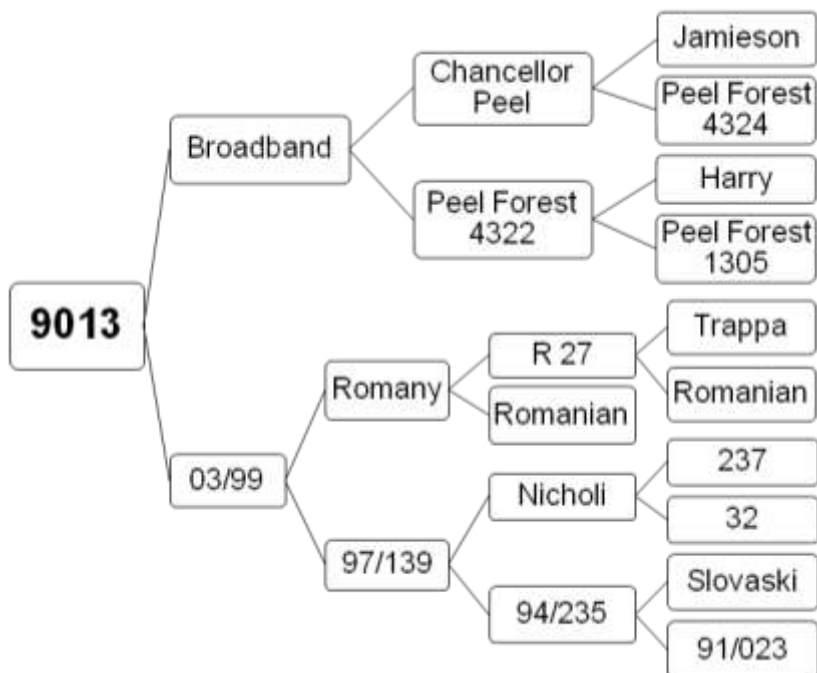 Jamieson
Chancellor
Peel
Peel Forest
4324
Broadband
Harry
Peel Forest
4322
Peel Forest
1305
9013
Trappa
R 27
Romany
Romanian
Romanian
03/99
237
Nicholi
32
97/139
Slovaski
94/235
91/023